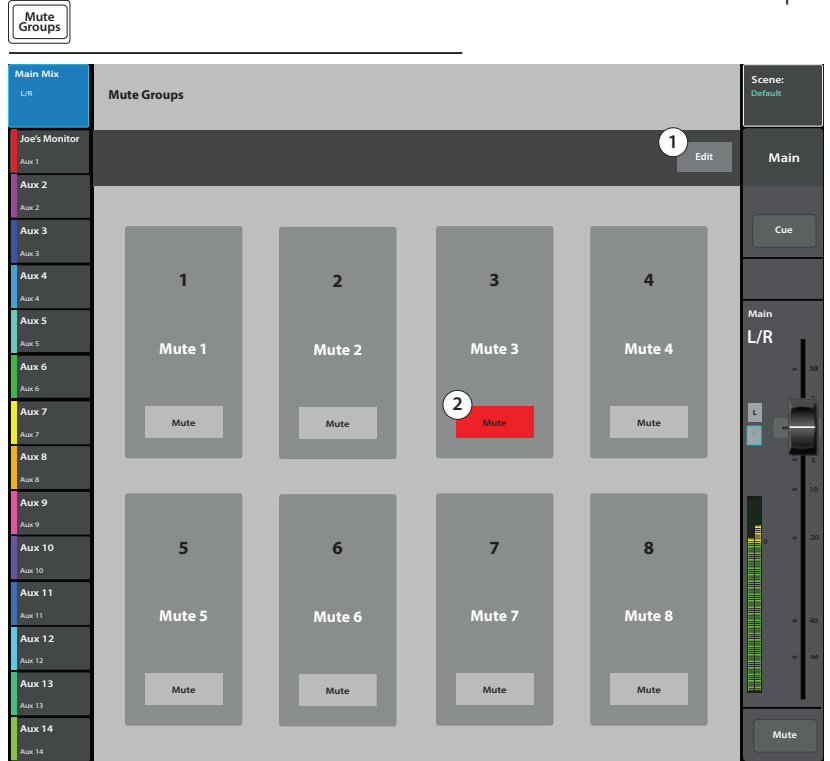 Mute
Groups
Main Mix
L/R
Mute Groups
Scene:
Default
Joe's Monitor
Aux 1
1
Edit
Main
Aux 2
Aux 2
Aux 3
Aux 3
Cue
Aux 4
Aux 4
Aux 5
Aux 5
Aux 6
Aux 6
Aux 7
Aux 7
Aux 8
Aux 8
Aux 9
Aux 9
Aux 10
Aux 10
Aux 11
Aux 11
Aux 12
Aux 12
Aux 13
Aux 13
Aux 14
Aux 14
1
Mute 1
Mute
2
Mute 2
Mute
3
Mute 3
2
Mute
4
Mute 4
Mute
5
Mute 5
Mute
6
Mute 6
Mute
7
Mute 7
Mute
8
Mute 8
Mute
Main
L/R
10
L
5
10
0
20
40
∞
Mute